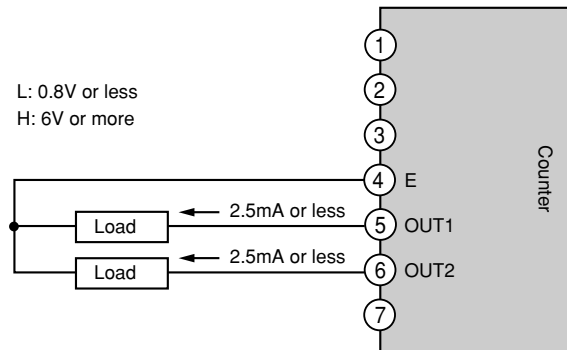 1
L: 0.8V or less
2
H: 6V or more
3
Counter
4 E
2.5mA or less
Load
5 OUT1
2.5mA or less
Load
6 OUT2
7